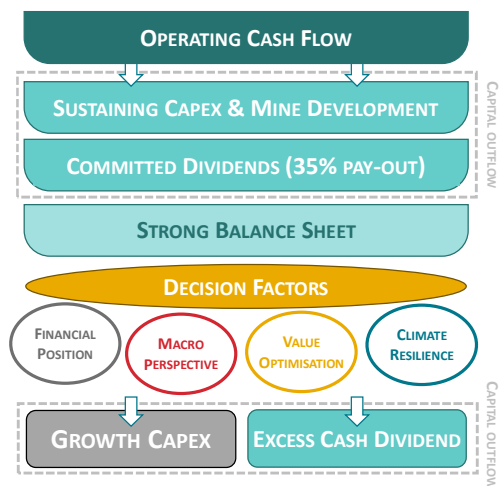 OPERATING CASH FLOW
SUSTAINING CAPEX & MINE DEVELOPMENT
COMMITTED DIVIDENDS (35% PAY-OUT)
CAPITAL OUTFLOW
STRONG BALANCE SHEET
DECISION FACTORS
FINANCIAL
POSITION
MACRO
PERSPECTIVE
VALUE
OPTIMISATION
CLIMATE
RESILIENCE
GROWTH CAPEX
EXCESS CASH DIVIDEND
CAPITAL OUTFLOW